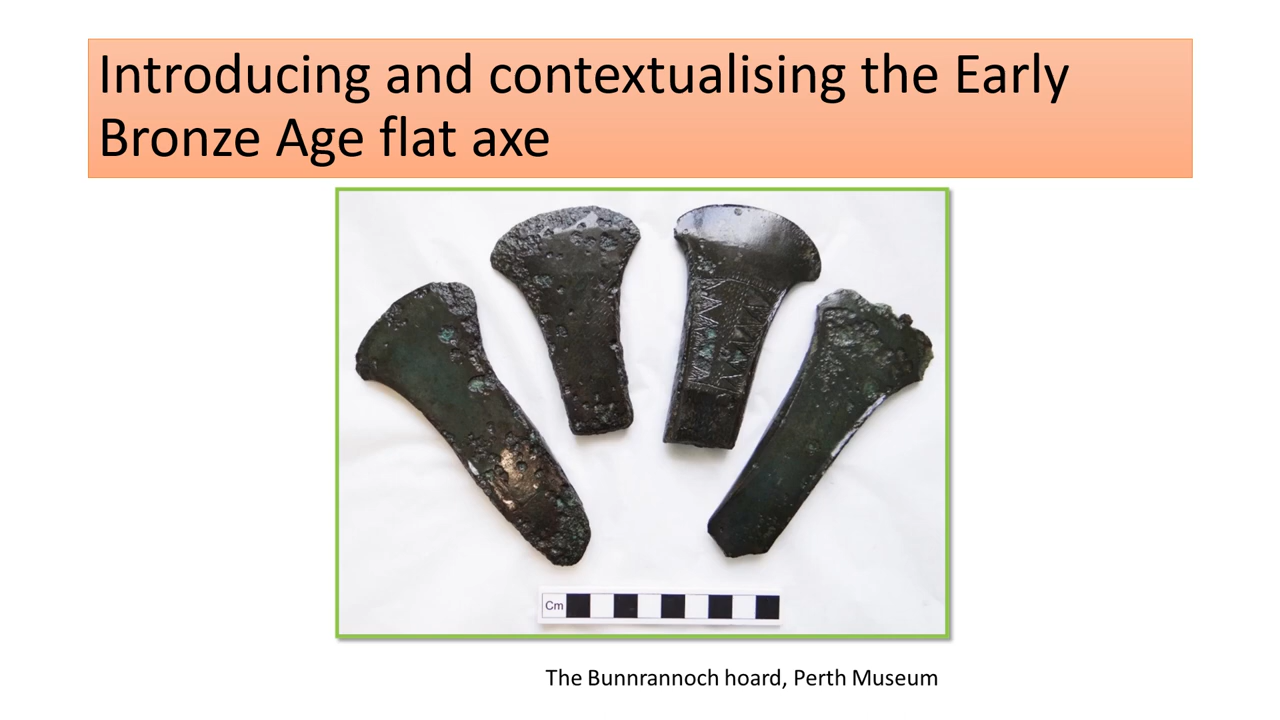 Introducing and contextualising the Early
Bronze Age flat axe
Cm
The Bunnrannoch hoard, Perth Museum